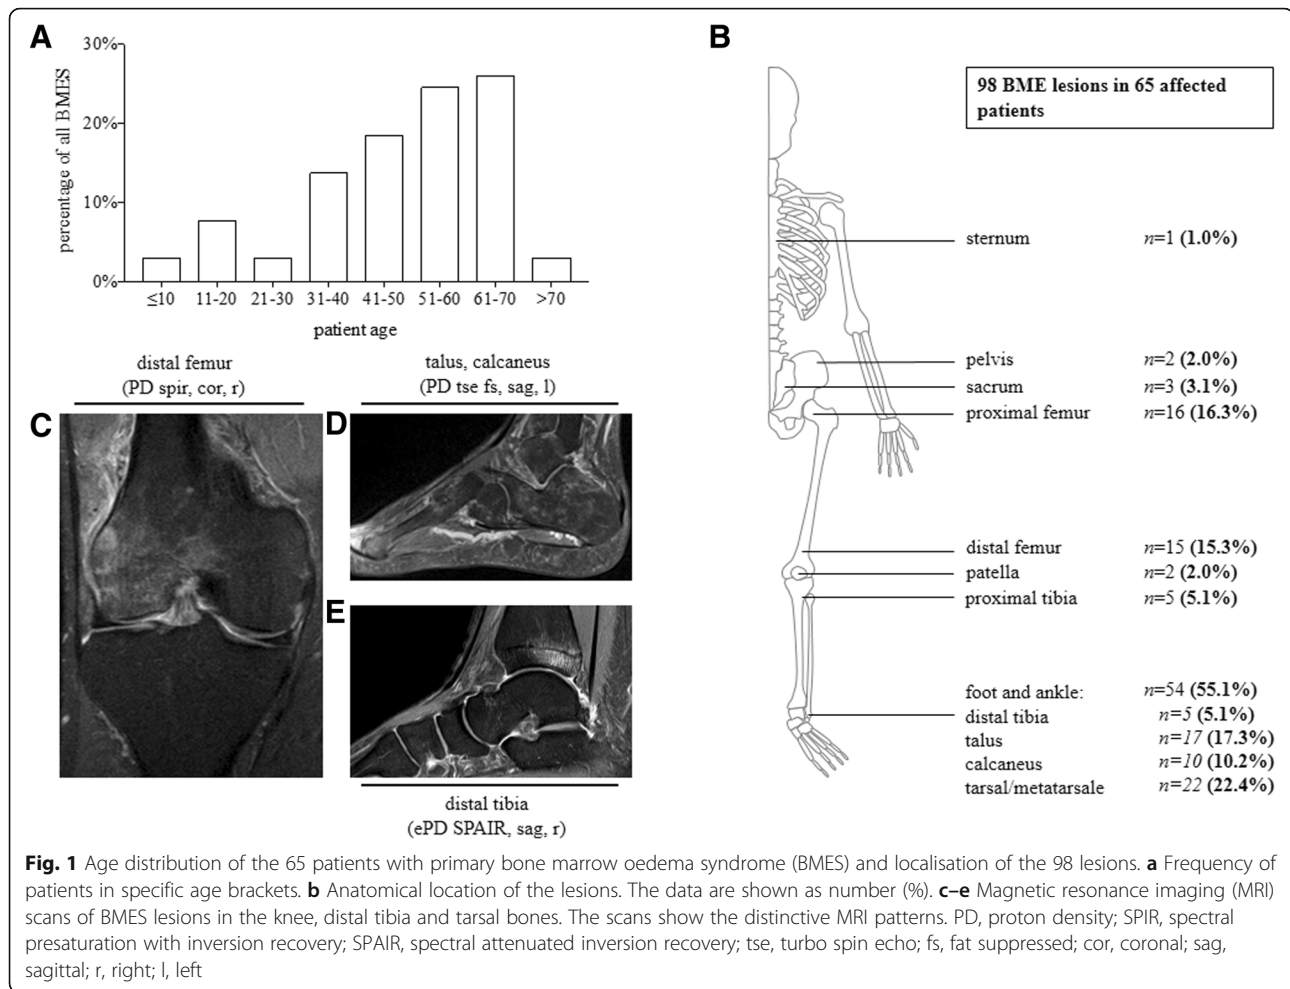 A
percentage of all BMES
30%
20%
10%
0%
≤10 11-20 21-30 31-40 41-50 51-60 61-70 >70
patient age
B
98 BME lesions in 65 affected
patients
sternum n=1 (1.0%)
pelvis n=2 (2.0%)
sacrum n=3 (3.1%)
proximal femur n=16 (16.3%)
distal femur n=15 (15.3%)
patella n=2 (2.0%)
proximal tibia n=5 (5.1%)
foot and ankle: n=54 (55.1%)
distal tibia n=5 (5.1%)
talus n=17 (17.3%)
calcaneus n=10 (10.2%)
tarsal/metatarsale n=22 (22.4%)
distal femur
(PD spir, cor, r)
C
talus, calcaneus
(PD tse fs, sag, l)
D
E
distal tibia
(ePD SPAIR, sag, r)
Fig. 1 Age distribution of the 65 patients with primary bone marrow oedema syndrome (BMES) and localisation of the 98 lesions. a Frequency of
patients in specific age brackets. b Anatomical location of the lesions. The data are shown as number (%). c–e Magnetic resonance imaging (MRI)
scans of BMES lesions in the knee, distal tibia and tarsal bones. The scans show the distinctive MRI patterns. PD, proton density; SPIR, spectral
presaturation with inversion recovery; SPAIR, spectral attenuated inversion recovery; tse, turbo spin echo; fs, fat suppressed; cor, coronal; sag,
sagittal; r, right; l, left